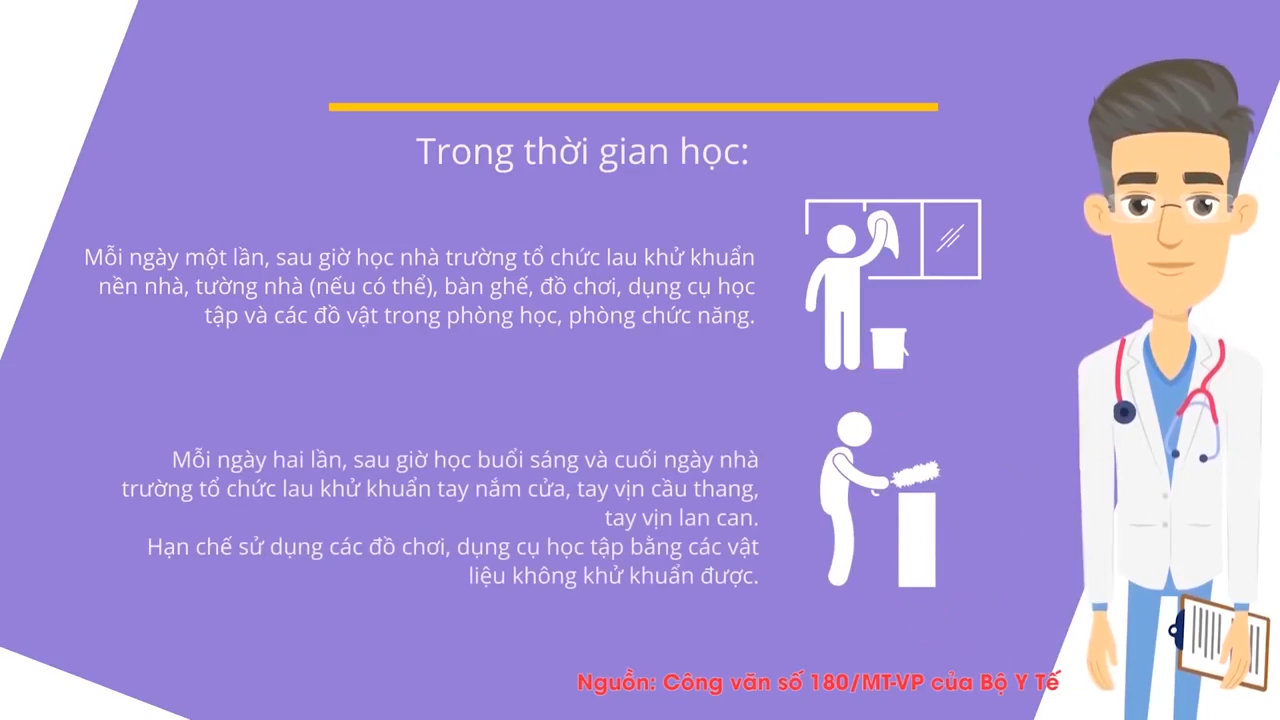 Trong thời gian học:
Mỗi ngày một lần, sau giờ học nhà trường tổ chức lau khử khuẩn
nền nhà, tường nhà (nếu có thể), bàn ghế, đồ chơi, dụng cụ học
tập và các đồ vật trong phòng học, phòng chức năng.
Mỗi ngày hai lần, sau giờ học buổi sáng và cuối ngày nhà
trường tổ chức lau khử khuẩn tay nắm cửa, tay vịn cầu thang,
tay vịn lan can.
Hạn chế sử dụng các đồ chơi, dụng cụ học tập bằng các vật
liệu không khử khuẩn được.
Nguồn: Công văn số 180/MT-VP của Bộ Y Tế